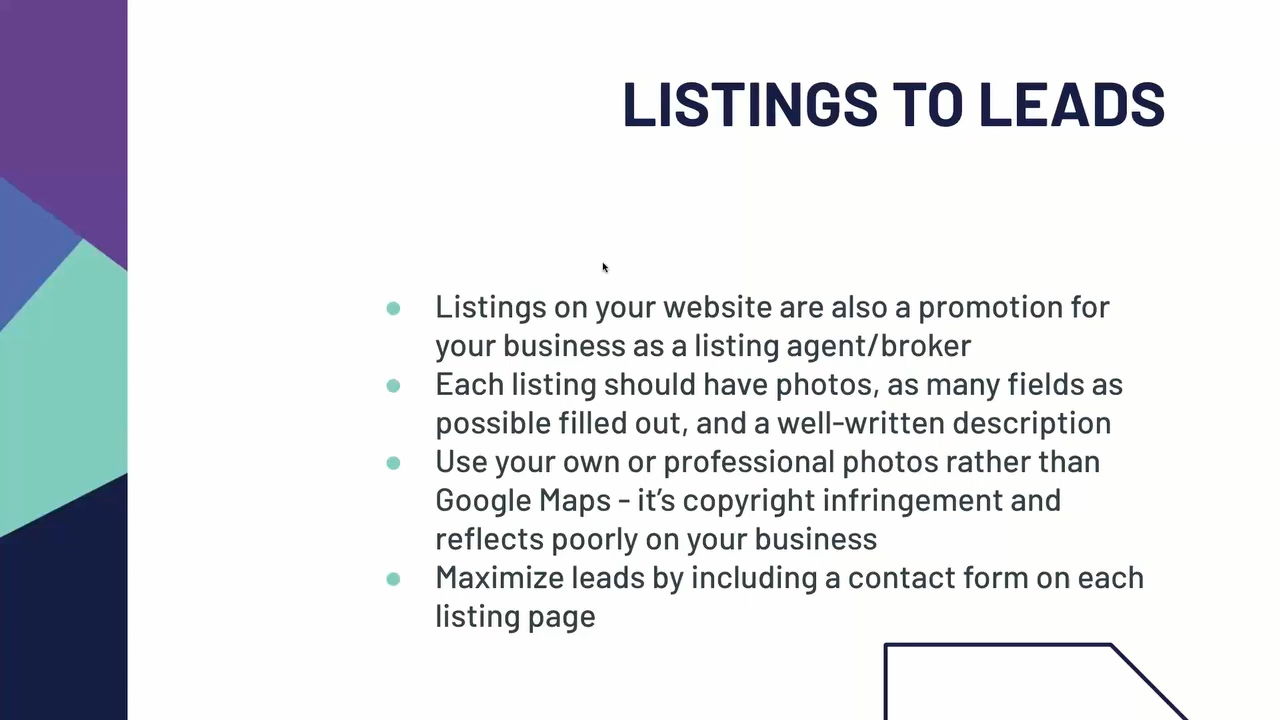 LISTINGS TO LEADS
Listings on your website are also a promotion for
your business as a listing agent/broker
Each listing should have photos, as many fields as
possible filled out, and a well-written description
Use your own or professional photos rather than
Google Maps - it’s copyright infringement and
reflects poorly on your business
Maximize leads by including a contact form on each
listing page